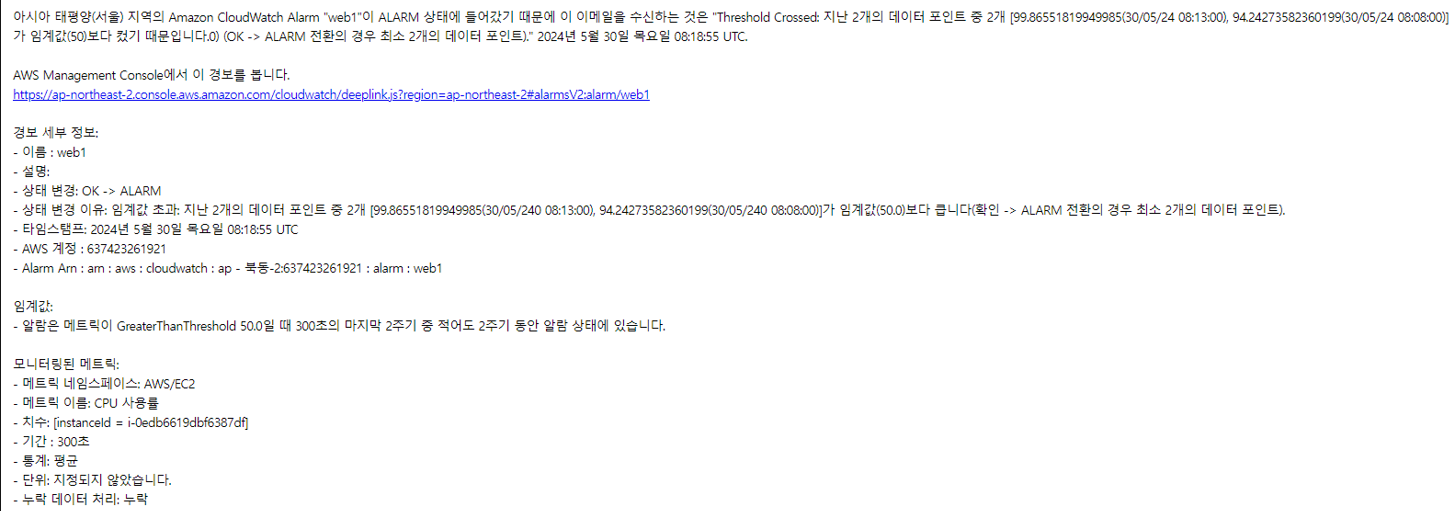 아시아 태평양(서울) 지역의 Amazon CloudWatch Alarm "web1"이 ALARM 상태에 들어갔기 때문에 이 이메일을 수신하는 것은 "Threshold Crossed: 지난 2개의 데이터 포인트 중 2개 [99.86551819949985(30/05/24 08:13:00), 94.24273582360199(30/05/24 08:08:00)]
가 임계값(50)보다 컸기 때문입니다.0) (OK -> ALARM 전환의 경우 최소 2개의 데이터 포인트)." 2024년 5월 30일 목요일 08:18:55 UTC.
AWS Management Console에서 이 경보를 봅니다.
https://ap-northeast-2.console.aws.amazon.com/cloudwatch/deeplink.js?region=ap-northeast-2#alarmsV2:alarm/web1
경보 세부 정보:
- 이름 : web1
- 설명:
- 상태 변경: OK -> ALARM
- 상태 변경 이유: 임계값 초과: 지난 2개의 데이터 포인트 중 2개 [99.86551819949985(30/05/240 08:13:00), 94.24273582360199(30/05/240 08:08:00)]가 임계값(50.0)보다 큽니다(확인 -> ALARM 전환의 경우 최소 2개의 데이터 포인트).
- 타임스탬프: 2024년 5월 30일 목요일 08:18:55 UTC
- AWS 계정 : 637423261921
- Alarm Arn : arn : aws : cloudwatch : ap - 북동-2:637423261921 : alarm : web1
임계값:
- 알람은 메트릭이 GreaterThanThreshold 50.0일 때 300초의 마지막 2주기 중 적어도 2주기 동안 알람 상태에 있습니다.
모니터링된 메트릭:
- 메트릭 네임스페이스: AWS/EC2
- 메트릭 이름: CPU 사용률
- 치수: [instanceId = i-0edb6619dbf6387df]
- 기간 : 300초
- 통계: 평균
- 단위: 지정되지 않았습니다.
- 누락 데이터 처리: 누락